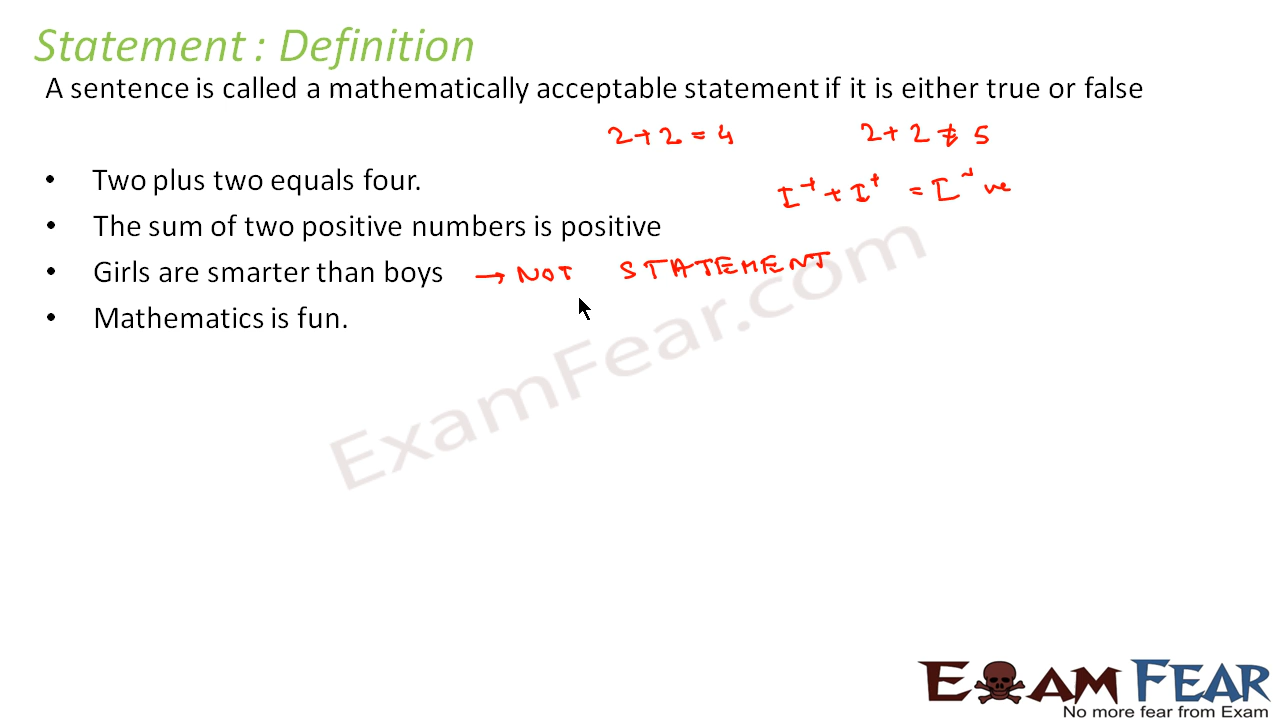 Statement : Definition
A sentence is called a mathematically acceptable statement if it is either true or false
2+2 = 4 2+2 ≠ 5
• Two plus two equals four.
I⁺ + I⁺ = I ve
• The sum of two positive numbers is positive
• Girls are smarter than boys → NOT STATEMENT
• Mathematics is fun.
ExamFear.com
EXAM FEAR
No more fear from Exam